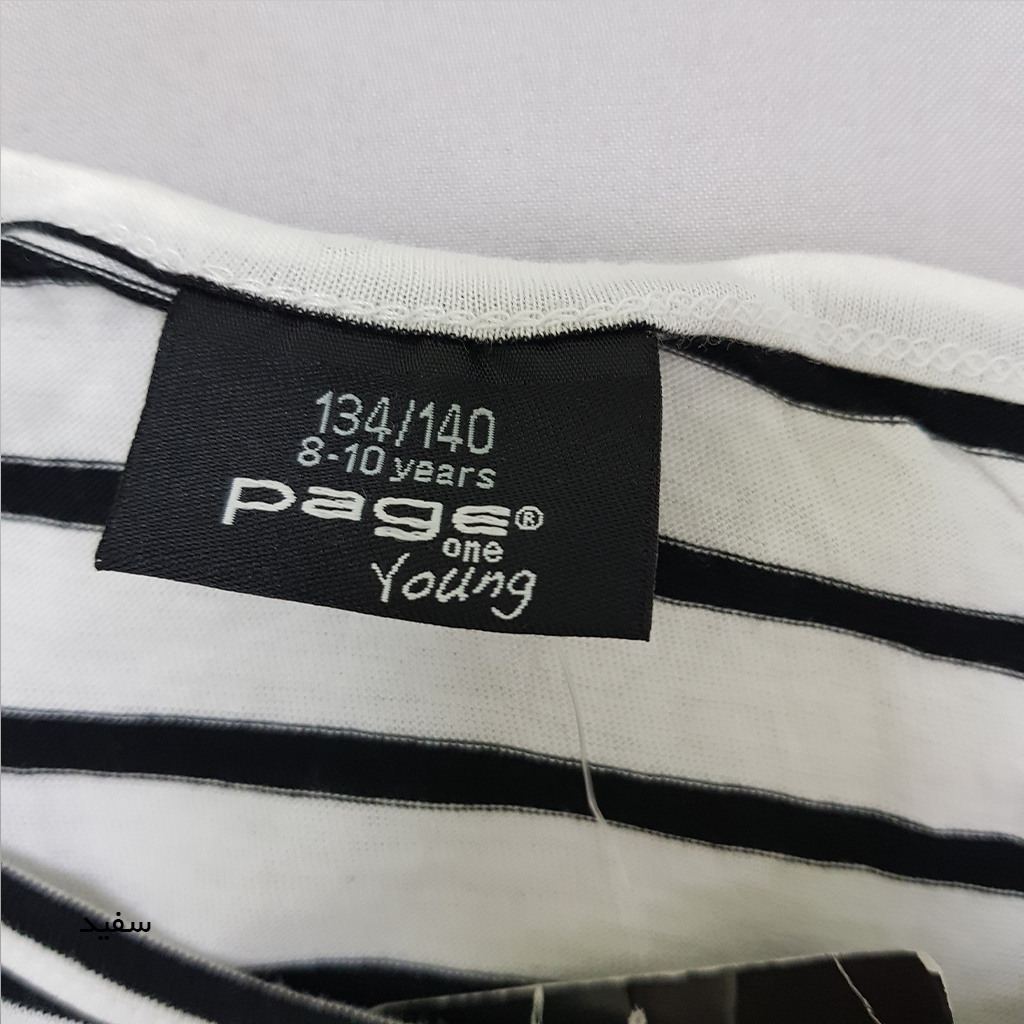 134/140
8-10 years
page®
one
Young
سفید